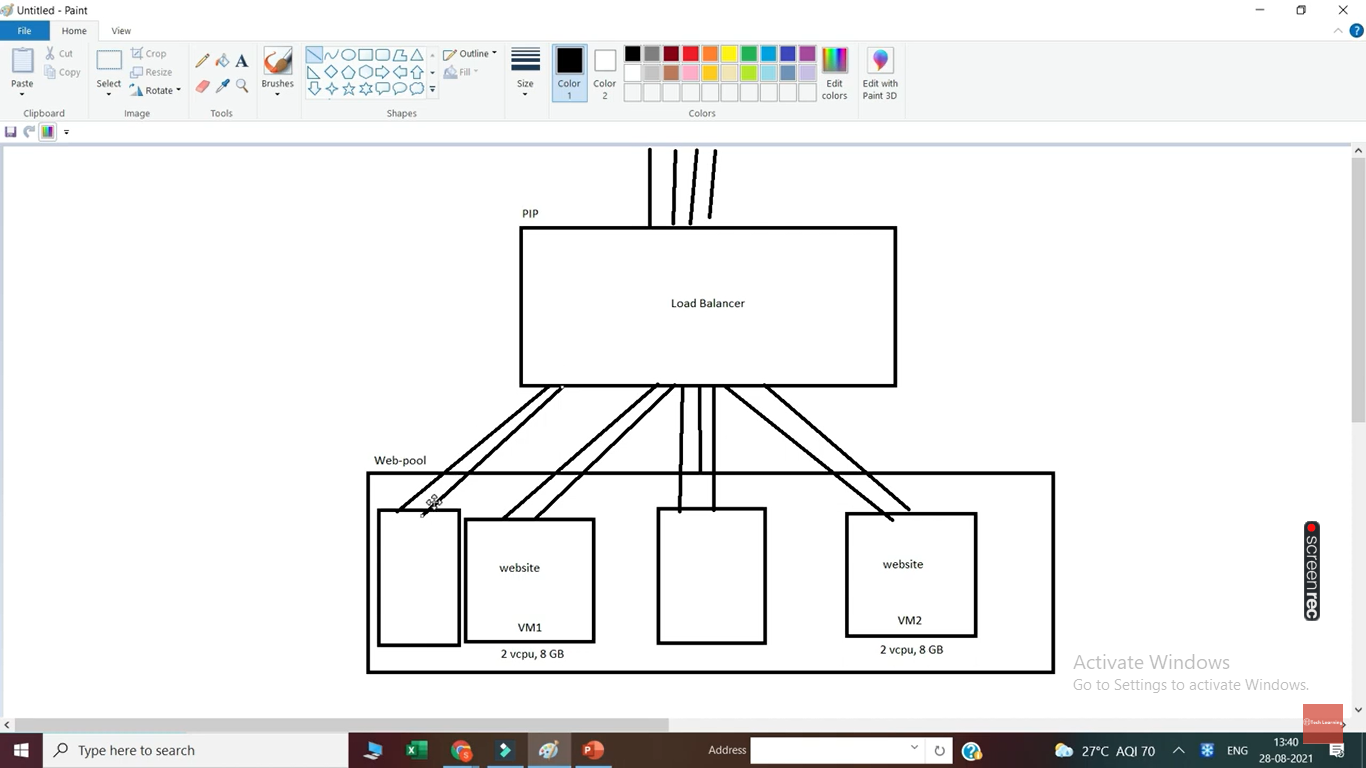 Untitled - Paint
File Home View
Paste
Cut
Copy
Clipboard
Select
Crop
Resize
Rotate
Image
A
Tools
Brushes
Outline
Fill
Shapes
Size
Color 1
Color 2
Edit colors
Colors
Edit with Paint 3D
PIP
Load Balancer
Web-pool
website
VM1
2 vcpu, 8 GB
website
VM2
2 vcpu, 8 GB
screenrec
Activate Windows
Go to Settings to activate Windows.
Tech Learning
Type here to search
Address
27°C AQI 70
ENG
13:40
28-08-2021